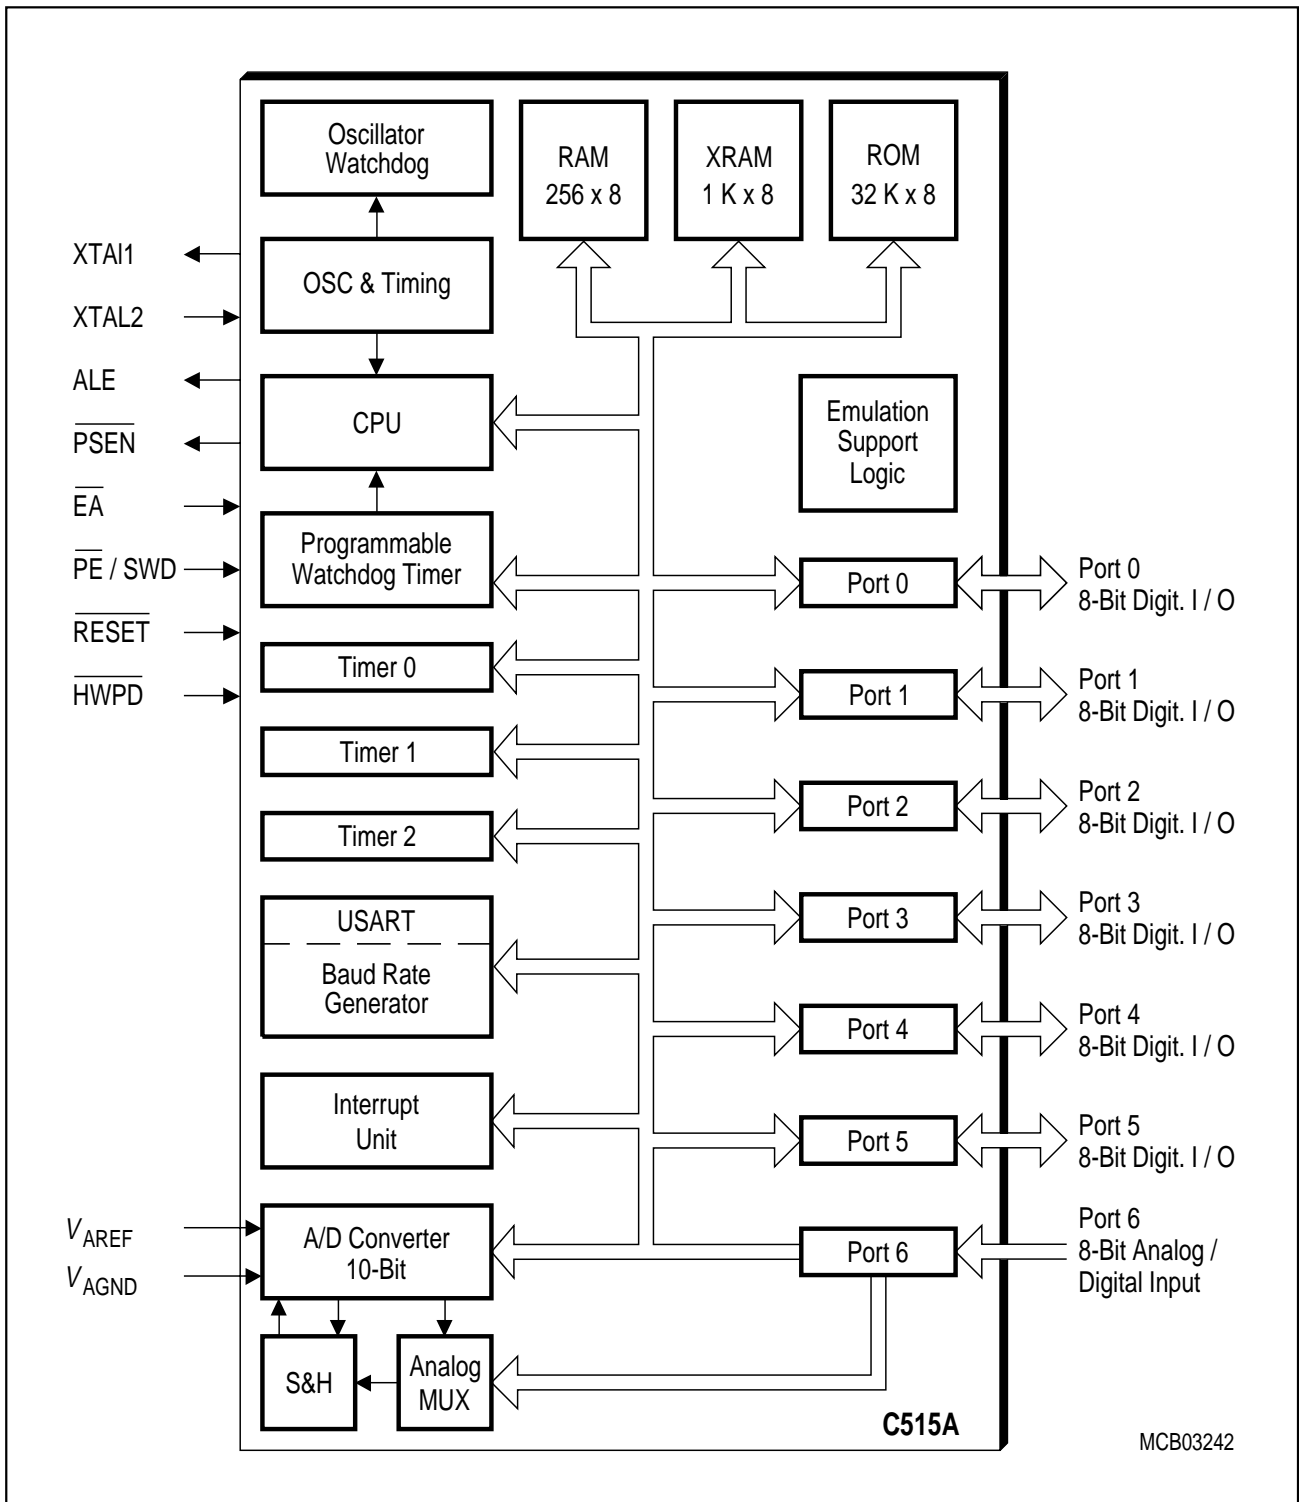 Oscillator
Watchdog
RAM
256 x 8
XRAM
1 K x 8
ROM
32 K x 8
XTAI1
XTAL2
ALE
PSEN
EA
PE / SWD
RESET
HWPD
OSC & Timing
CPU
Programmable
Watchdog Timer
Timer 0
Timer 1
Timer 2
USART
Baud Rate
Generator
Interrupt
Unit
VAREF
VAGND
A/D Converter
10-Bit
S&H
Analog
MUX
Emulation
Support
Logic
Port 0
Port 0
8-Bit Digit. I / O
Port 1
Port 1
8-Bit Digit. I / O
Port 2
Port 2
8-Bit Digit. I / O
Port 3
Port 3
8-Bit Digit. I / O
Port 4
Port 4
8-Bit Digit. I / O
Port 5
Port 5
8-Bit Digit. I / O
Port 6
Port 6
8-Bit Analog /
Digital Input
C515A
MCB03242